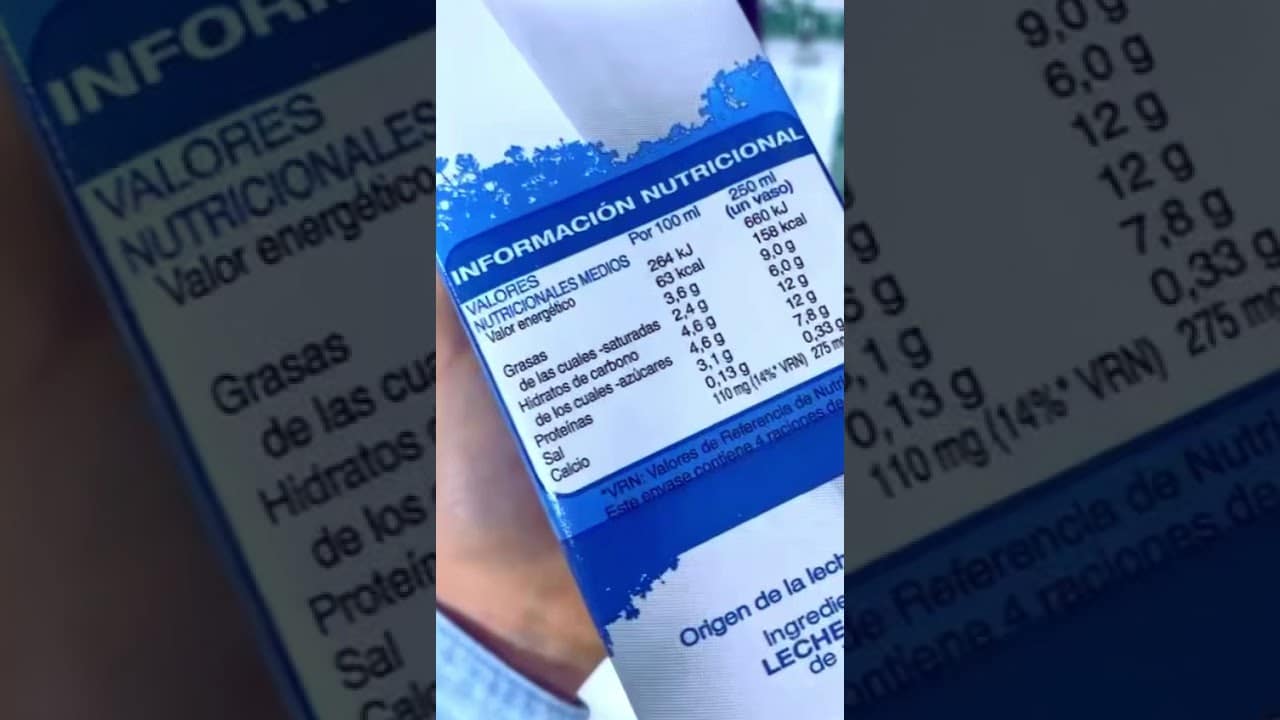 INFORMACIÓN NUTRICIONAL
VALORES
NUTRICIONALES MEDIOS Por 100 ml 250 ml (un vaso)
Valor energético 264 kJ 660 kJ
63 kcal 158 kcal
Grasas 3,6 g 9,0 g
de las cuales -saturadas 2,4 g 6,0 g
Hidratos de carbono 4,6 g 12 g
de los cuales -azúcares 4,6 g 12 g
Proteínas 3,1 g 7,8 g
Sal 0,13 g 0,33 g
Calcio 110 mg (14%* VRN) 275 m
*VRN: Valores de Referencia de Nutri
Este envase contiene 4 raciones de
Origen de la lech
Ingredie
LECHE
de